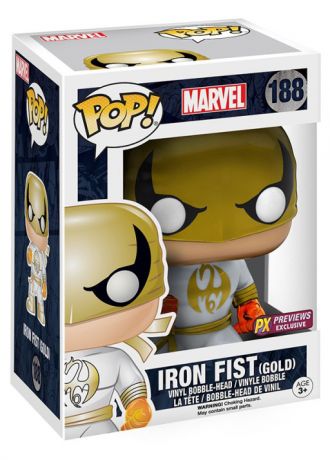 POP!
MARVEL
188
PX PREVIEWS
EXCLUSIVE
IRON FIST (GOLD)
VINYL BOBBLE-HEAD / VINYLE BOBBLE
LA TÊTE / BOBBLE-HEAD DE VINIL
WARNING! Choking Hazard.
May contain small parts.
AGE
3+
POP!
IRON FIST (GOLD)